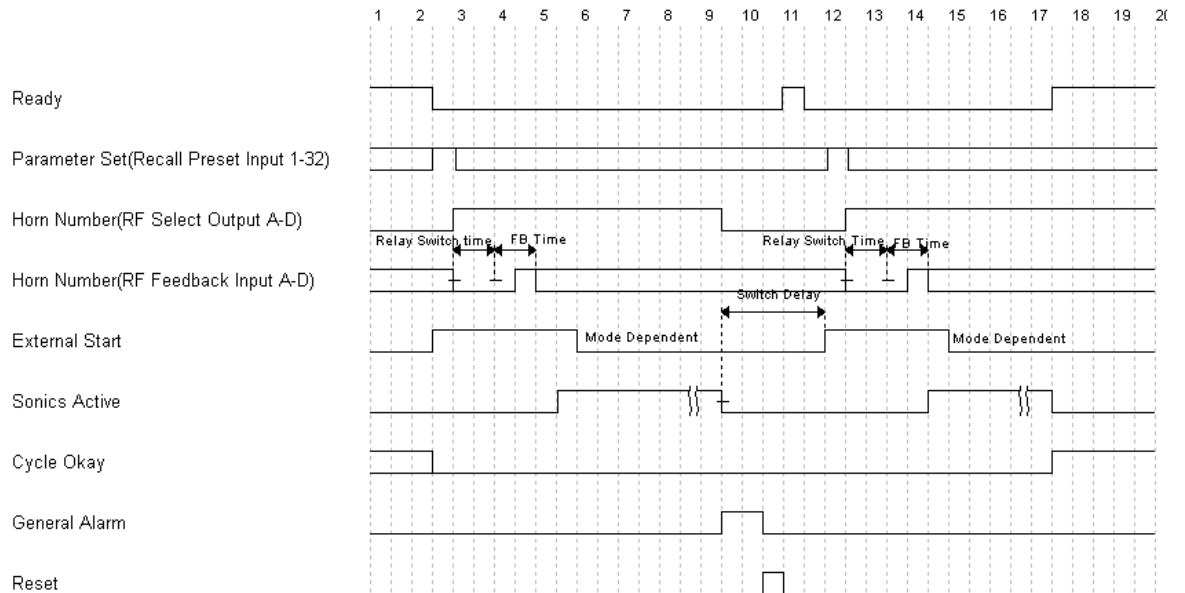 1 2 3 4 5 6 7 8 9 10 11 12 13 14 15 16 17 18 19 20
Ready
Parameter Set(Recall Preset Input 1-32)
Horn Number(RF Select Output A-D)
Relay Switch time FB Time Relay Switch Time FB Time
Horn Number(RF Feedback Input A-D)
Switch Delay
External Start Mode Dependent Mode Dependent
Sonics Active
Cycle Okay
General Alarm
Reset